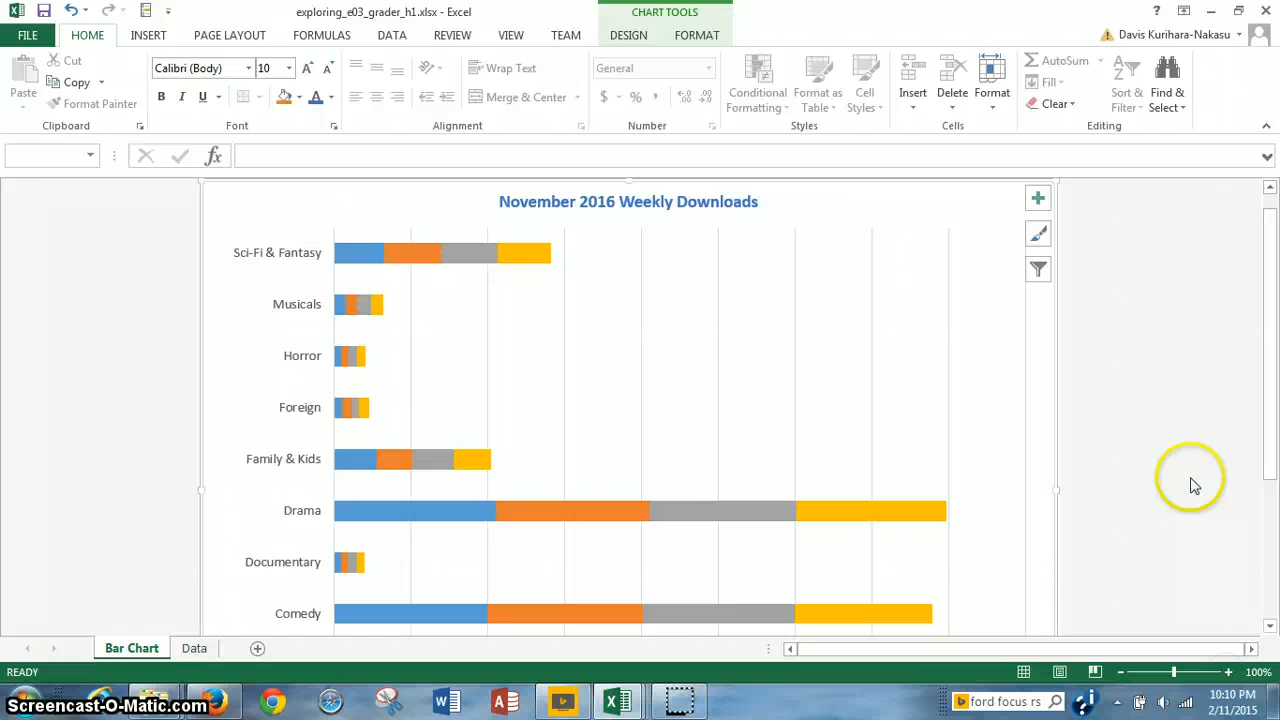 exploring_e03_grader_h1.xlsx - Excel
CHART TOOLS
?
FILE HOME INSERT PAGE LAYOUT FORMULAS DATA REVIEW VIEW TEAM DESIGN FORMAT Davis Kurihara-Nakasu
Paste
Cut
Copy
Format Painter
Clipboard
Calibri (Body) 10
B I U
Font
Wrap Text
Merge & Center
Alignment
General
$ % ,
Number
Conditional Formatting
Format as Table
Cell Styles
Styles
Insert
Delete
Format
Cells
AutoSum
Fill
Clear
Sort & Filter
Find & Select
Editing
fx
November 2016 Weekly Downloads
Sci-Fi & Fantasy
Musicals
Horror
Foreign
Family & Kids
Drama
Documentary
Comedy
Bar Chart Data
READY 100%
Screencast-O-Matic.com
ford focus rs
10:10 PM
2/11/2015